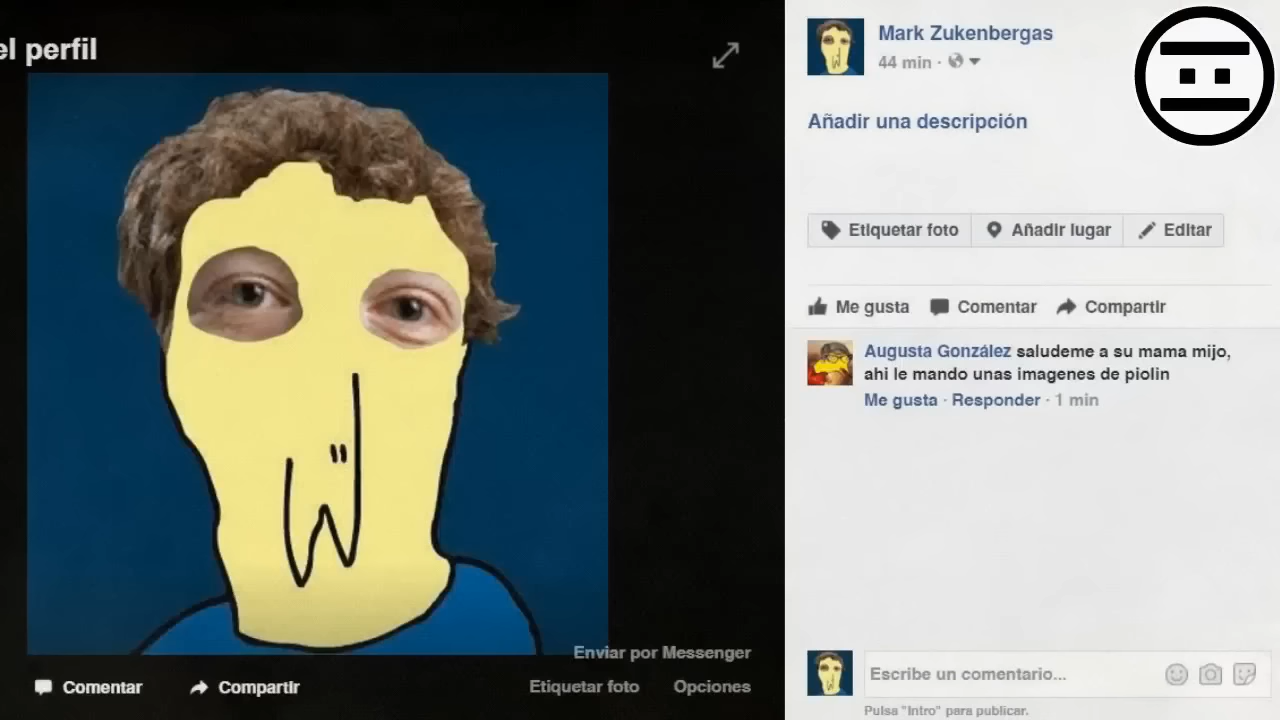 el perfil
Mark Zukenbergas
44 min ·
Añadir una descripción
Etiquetar foto
Añadir lugar
Editar
Me gusta
Comentar
Compartir
Augusta González saludeme a su mama mijo,
ahi le mando unas imagenes de piolin
Me gusta · Responder · 1 min
Enviar por Messenger
Comentar
Compartir
Etiquetar foto
Opciones
Escribe un comentario...
Pulsa "Intro" para publicar.